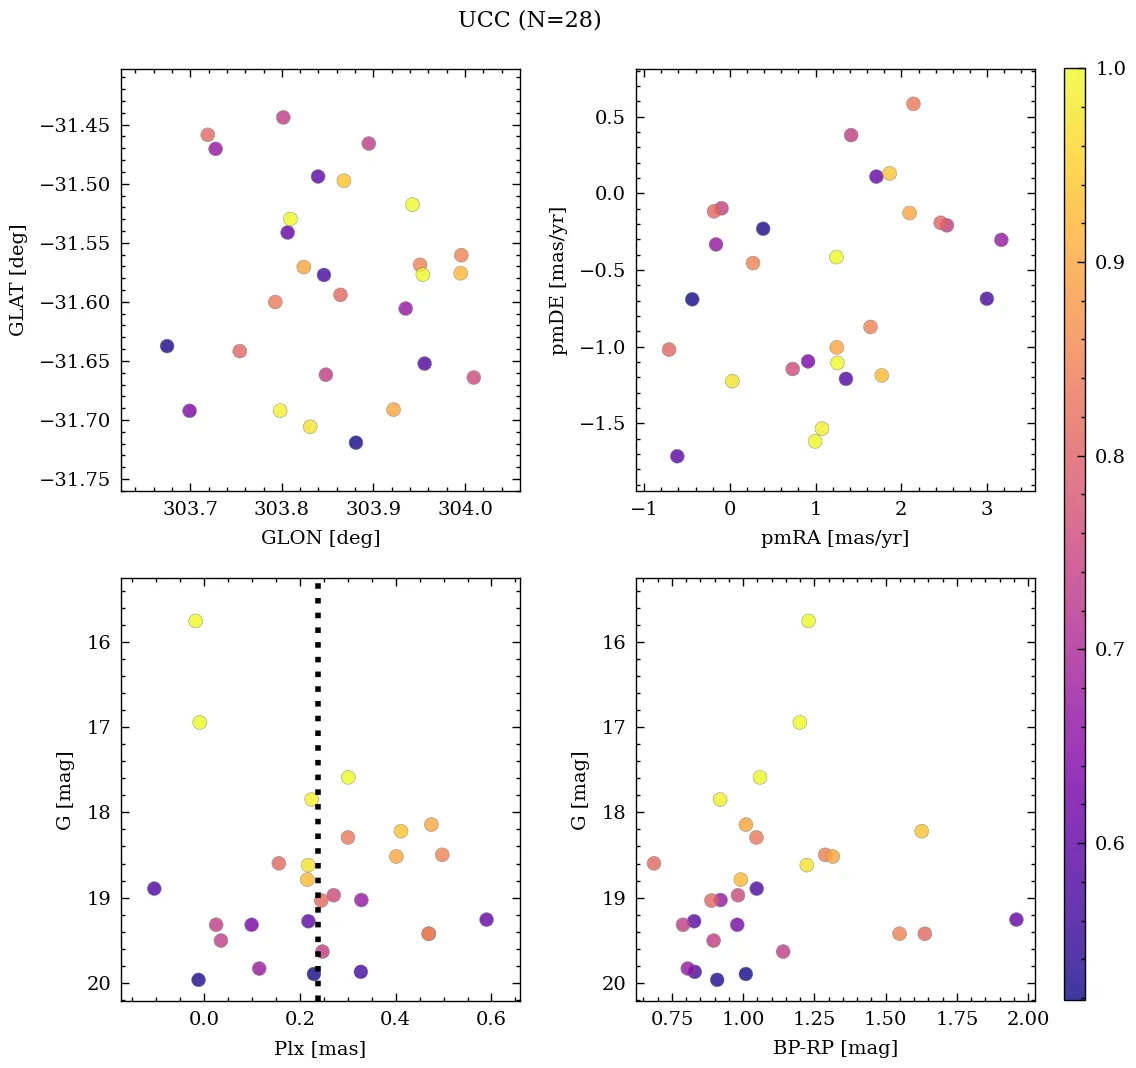 UCC (N=28)
−31.45
−31.50
−31.55
−31.60
−31.65
−31.70
−31.75
GLAT [deg]
303.7 303.8 303.9 304.0
GLON [deg]
0.5
0.0
−0.5
−1.0
−1.5
pmDE [mas/yr]
−1 0 1 2 3
pmRA [mas/yr]
16
17
18
19
20
G [mag]
0.0 0.2 0.4 0.6
Plx [mas]
16
17
18
19
20
G [mag]
0.75 1.00 1.25 1.50 1.75 2.00
BP-RP [mag]
1.0
0.9
0.8
0.7
0.6